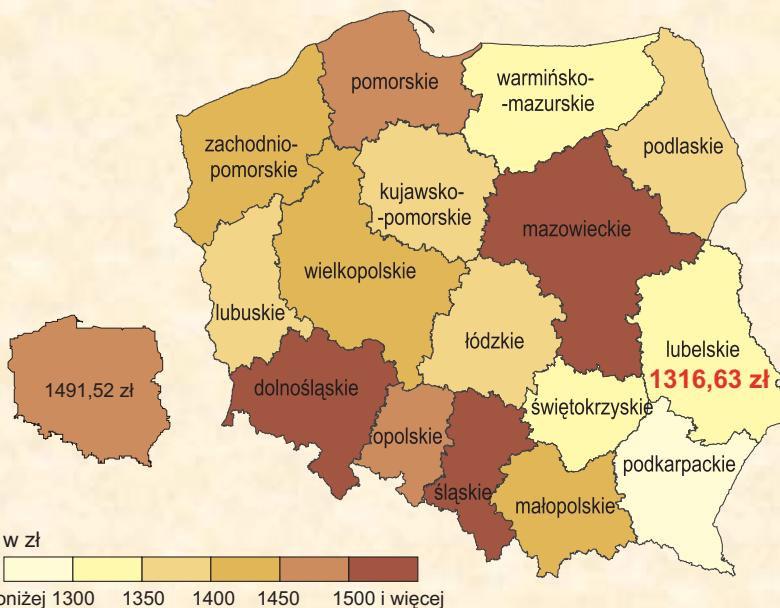 pomorskie
warmińsko-
-mazurskie
zachodnio-
pomorskie
podlaskie
kujawsko-
-pomorskie
mazowieckie
wielkopolskie
lubuskie
łódzkie
lubelskie
1316,63 zł
1491,52 zł
dolnośląskie
świętokrzyskie
opolskie
podkarpackie
śląskie
małopolskie
w zł
oniżej 1300 1350 1400 1450 1500 i więcej